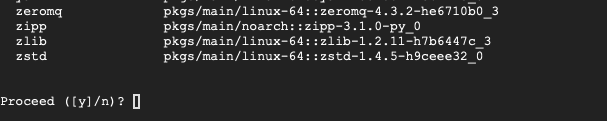 zeromq pkgs/main/linux-64::zeromq-4.3.2-he6710b0_3
zipp pkgs/main/noarch::zipp-3.1.0-py_0
zlib pkgs/main/linux-64::zlib-1.2.11-h7b6447c_3
zstd pkgs/main/linux-64::zstd-1.4.5-h9ceee32_0
Proceed ([y]/n)?